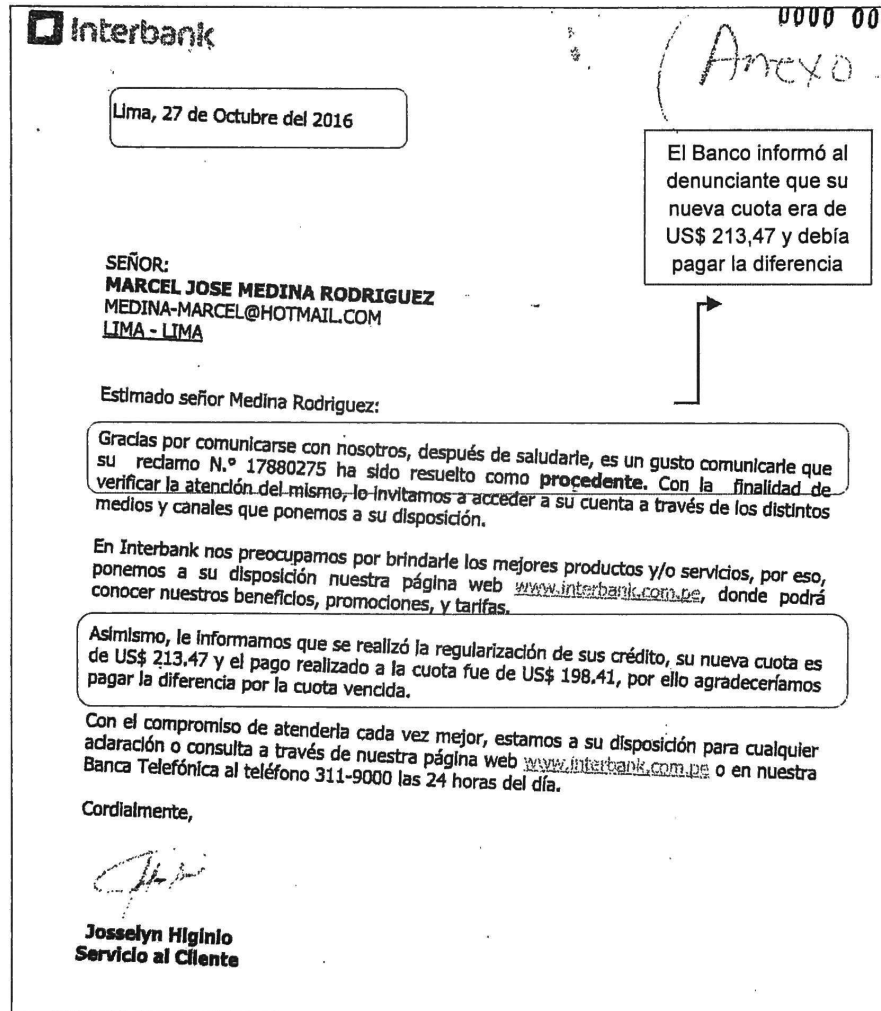 Interbank
0000 00
(Anexo
Lima, 27 de Octubre del 2016
El Banco informó al
denunciante que su
nueva cuota era de
US$ 213,47 y debía
pagar la diferencia
SEÑOR:
MARCEL JOSE MEDINA RODRIGUEZ
MEDINA-MARCEL@HOTMAIL.COM
LIMA - LIMA
Estimado señor Medina Rodriguez:
Gracias por comunicarse con nosotros, después de saludarle, es un gusto comunicarle que
su reclamo N.º 17880275 ha sido resuelto como procedente. Con la finalidad de
verificar la atención del mismo, lo invitamos a acceder a su cuenta a través de los distintos
medios y canales que ponemos a su disposición.
En Interbank nos preocupamos por brindarle los mejores productos y/o servicios, por eso,
ponemos a su disposición nuestra página web www.interbank.com.pe, donde podrá
conocer nuestros beneficios, promociones, y tarifas.
Asimismo, le informamos que se realizó la regularización de sus crédito, su nueva cuota es
de US$ 213.47 y el pago realizado a la cuota fue de US$ 198.41, por ello agradeceríamos
pagar la diferencia por la cuota vencida.
Con el compromiso de atenderla cada vez mejor, estamos a su disposición para cualquier
aclaración o consulta a través de nuestra página web www.interbank.com.pe o en nuestra
Banca Telefónica al teléfono 311-9000 las 24 horas del día.
Cordialmente,
Josselyn Higinio
Servicio al Cliente